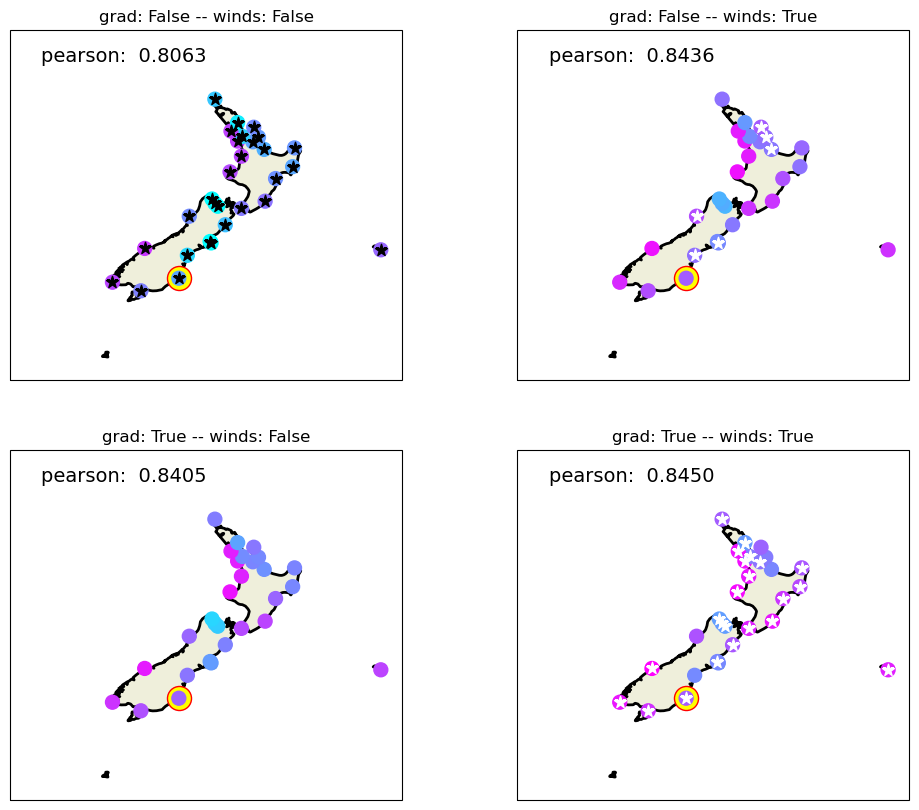 grad: False -- winds: False
pearson:  0.8063
grad: False -- winds: True
pearson:  0.8436
grad: True -- winds: False
pearson:  0.8405
grad: True -- winds: True
pearson:  0.8450